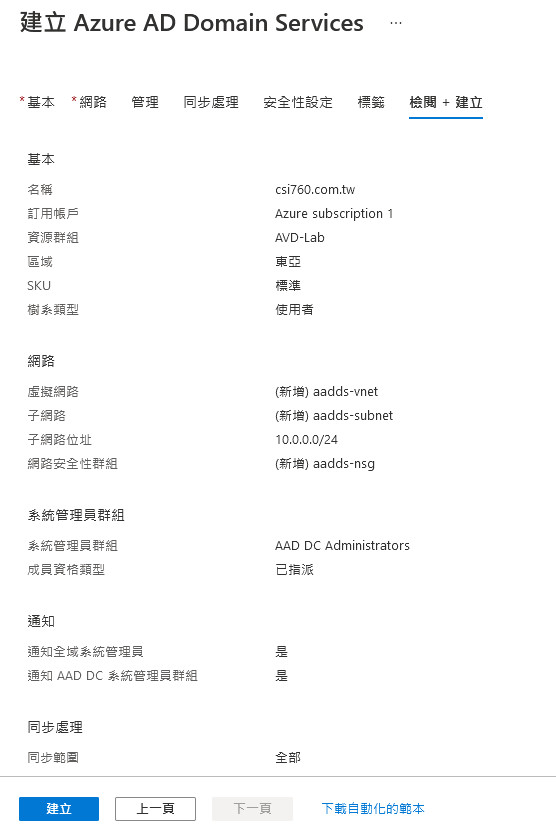 建立 Azure AD Domain Services ...
*基本 *網路 管理 同步處理 安全性設定 標籤 檢閱 + 建立
基本
名稱 csi760.com.tw
訂用帳戶 Azure subscription 1
資源群組 AVD-Lab
區域 東亞
SKU 標準
樹系類型 使用者
網路
虛擬網路 (新增) aadds-vnet
子網路 (新增) aadds-subnet
子網路位址 10.0.0.0/24
網路安全性群組 (新增) aadds-nsg
系統管理員群組
系統管理員群組 AAD DC Administrators
成員資格類型 已指派
通知
通知全域系統管理員 是
通知 AAD DC 系統管理員群組 是
同步處理
同步範圍 全部
建立 上一頁 下一頁 下載自動化的範本